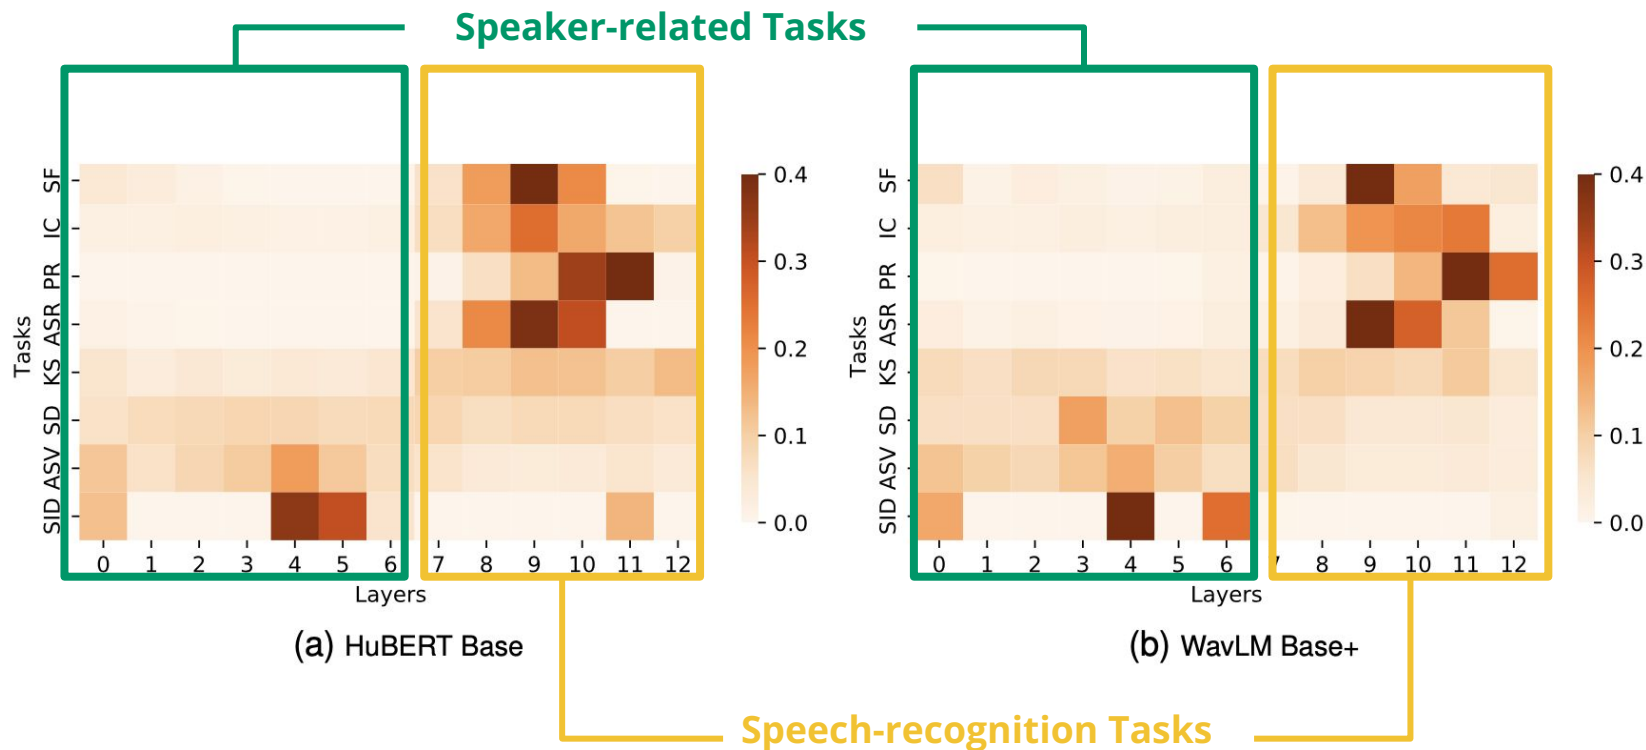 Speaker-related Tasks
Tasks
SF
IC
PR
ASR
KS
SD
ASV
SID
0 1 2 3 4 5 6 7 8 9 10 11 12
Layers
0.4
0.3
0.2
0.1
0.0
(a) HuBERT Base
Tasks
SF
IC
PR
ASR
KS
SD
ASV
SID
0 1 2 3 4 5 6 7 8 9 10 11 12
Layers
0.4
0.3
0.2
0.1
0.0
(b) WavLM Base+
Speech-recognition Tasks